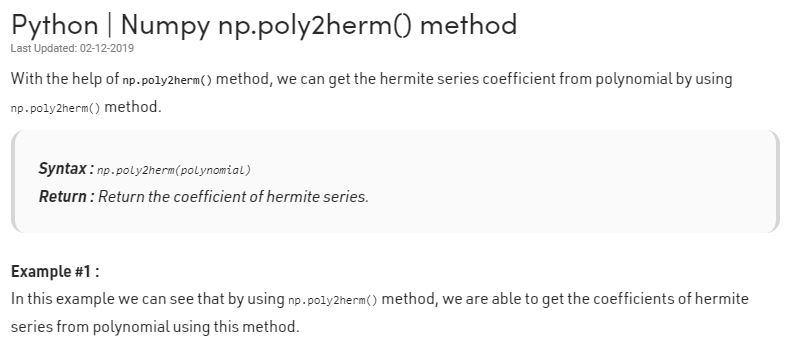 Python | Numpy np.poly2herm() method
Last Updated: 02-12-2019
With the help of np.poly2herm() method, we can get the hermite series coefficient from polynomial by using
np.poly2herm() method.
Syntax : np.poly2herm(polynomial)
Return : Return the coefficient of hermite series.
Example #1 :
In this example we can see that by using np.poly2herm() method, we are able to get the coefficients of hermite
series from polynomial using this method.